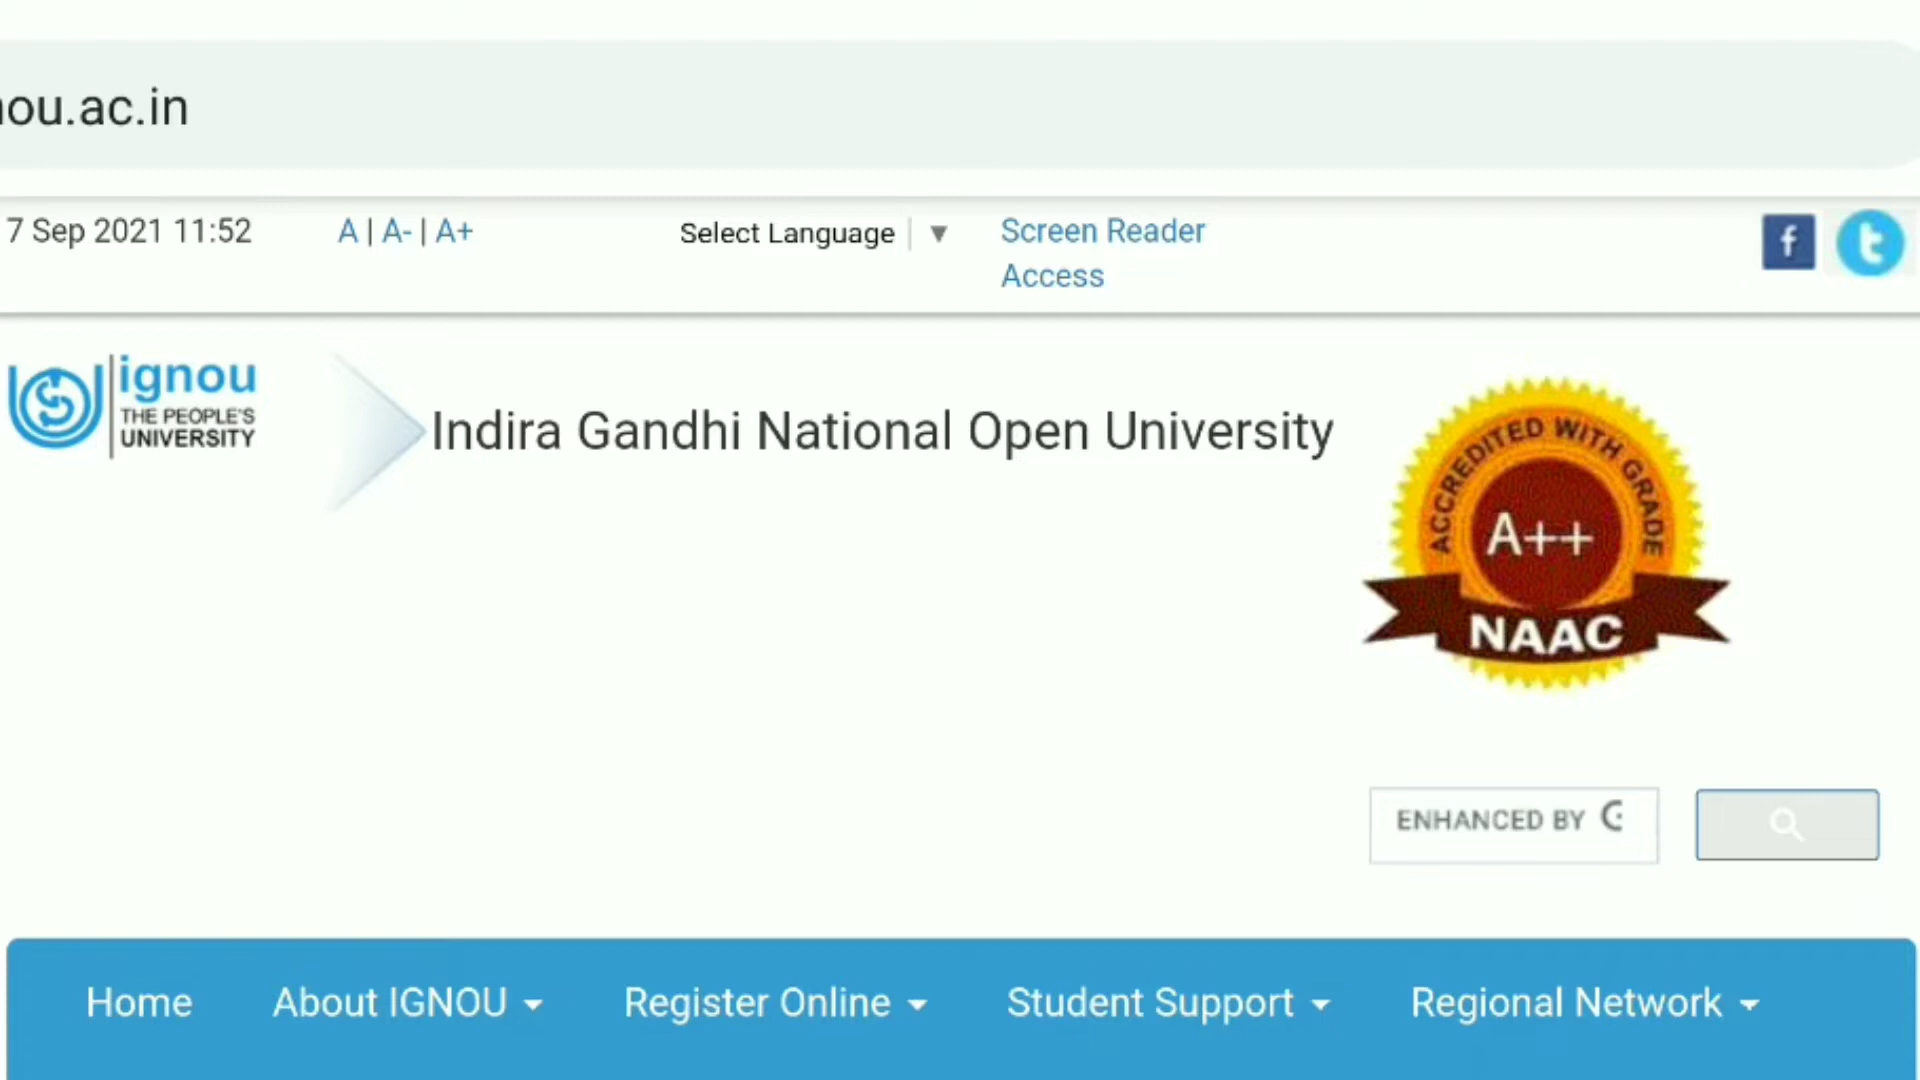 nou.ac.in
7 Sep 2021 11:52 A | A- | A+ Select Language ▼ Screen Reader Access
f t
ignou
THE PEOPLE'S
UNIVERSITY
Indira Gandhi National Open University
ACCREDITED WITH GRADE
A++
NAAC
ENHANCED BY G
Home About IGNOU Register Online Student Support Regional Network